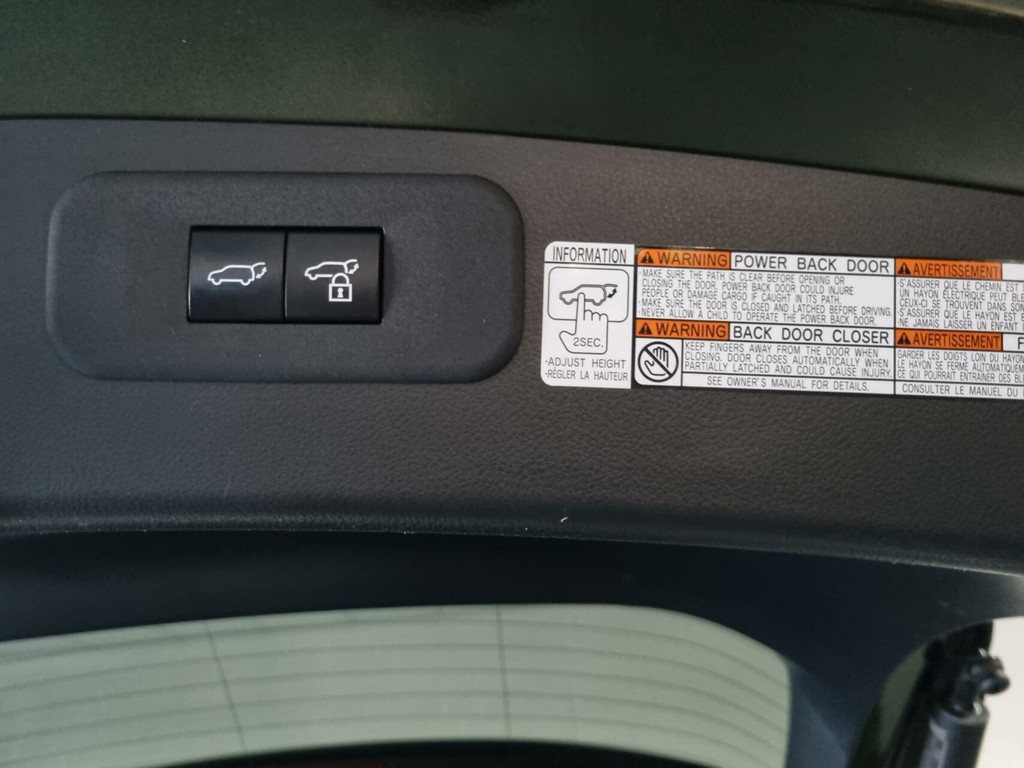 INFORMATION
2SEC.
·ADJUST HEIGHT
·RÉGLER LA HAUTEUR
WARNING POWER BACK DOOR
·MAKE SURE THE PATH IS CLEAR BEFORE OPENING OR
CLOSING THE DOOR. POWER BACK DOOR COULD INJURE
PEOPLE OR DAMAGE CARGO IF CAUGHT IN ITS PATH.
·MAKE SURE THE DOOR IS CLOSED AND LATCHED BEFORE DRIVING.
·NEVER ALLOW A CHILD TO OPERATE THE POWER BACK DOOR.
WARNING BACK DOOR CLOSER
KEEP FINGERS AWAY FROM THE DOOR WHEN
CLOSING. DOOR CLOSES AUTOMATICALLY WHEN
PARTIALLY LATCHED AND COULD CAUSE INJURY.
SEE OWNER'S MANUAL FOR DETAILS.
AVERTISSEMENT
·S'ASSURER QUE LE CHEMIN EST
UN HAYON ÉLECTRIQUE PEUT
CEUX-CI SE TROUVENT DANS
·S'ASSURER QUE LE HAYON EST
·NE JAMAIS LAISSER UN ENFANT
AVERTISSEMENT F
GARDER LES DOIGTS LOIN DU HAYON
LE HAYON SE FERME
CE QUI POURRAIT ENTRAÎNER DES
CONSULTER LE MANUEL DU